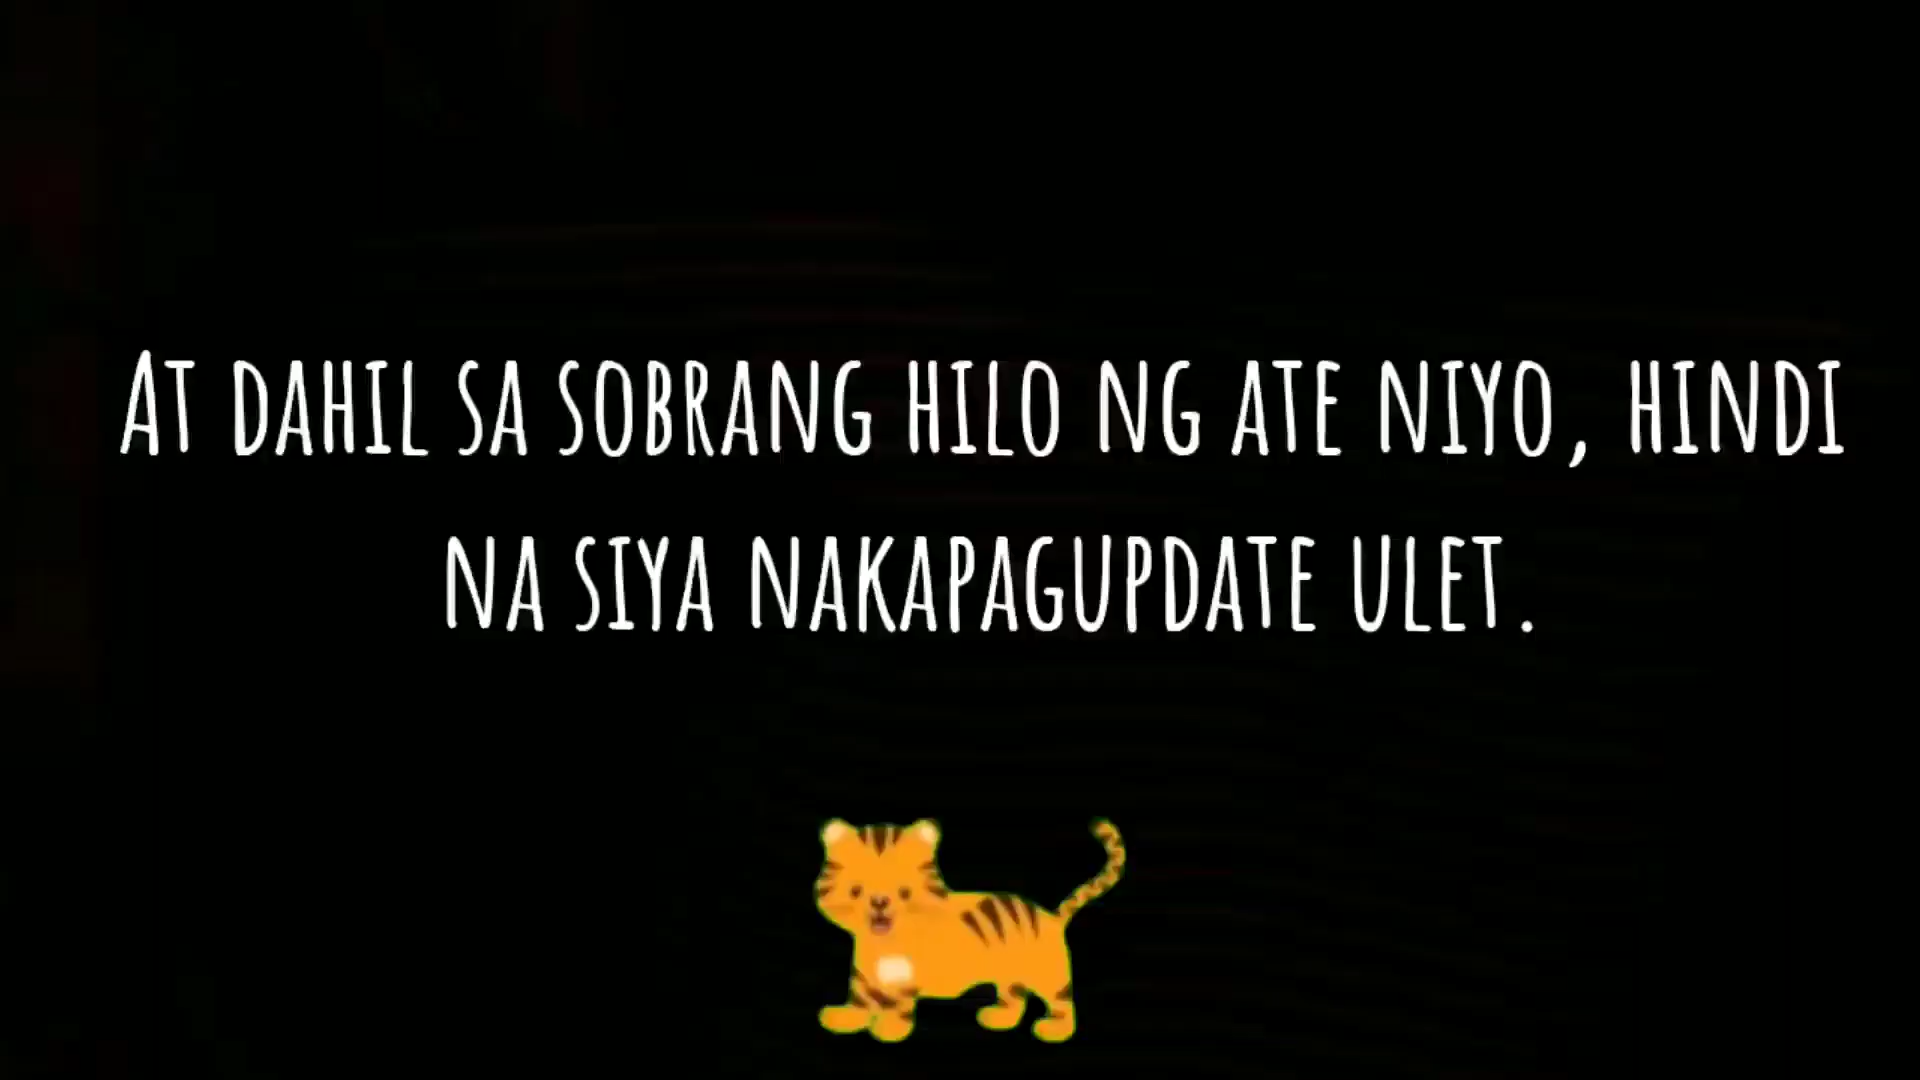 At dahil sa sobrang hilo ng ate niyo, hindi
na siya nakapagupdate ulet.